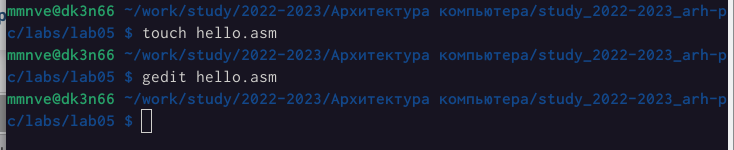 mmnve@dk3n66 ~/work/study/2022-2023/Архитектура компьютера/study_2022-2023_arh-p
c/labs/lab05 $ touch hello.asm
mmnve@dk3n66 ~/work/study/2022-2023/Архитектура компьютера/study_2022-2023_arh-p
c/labs/lab05 $ gedit hello.asm
mmnve@dk3n66 ~/work/study/2022-2023/Архитектура компьютера/study_2022-2023_arh-p
c/labs/lab05 $